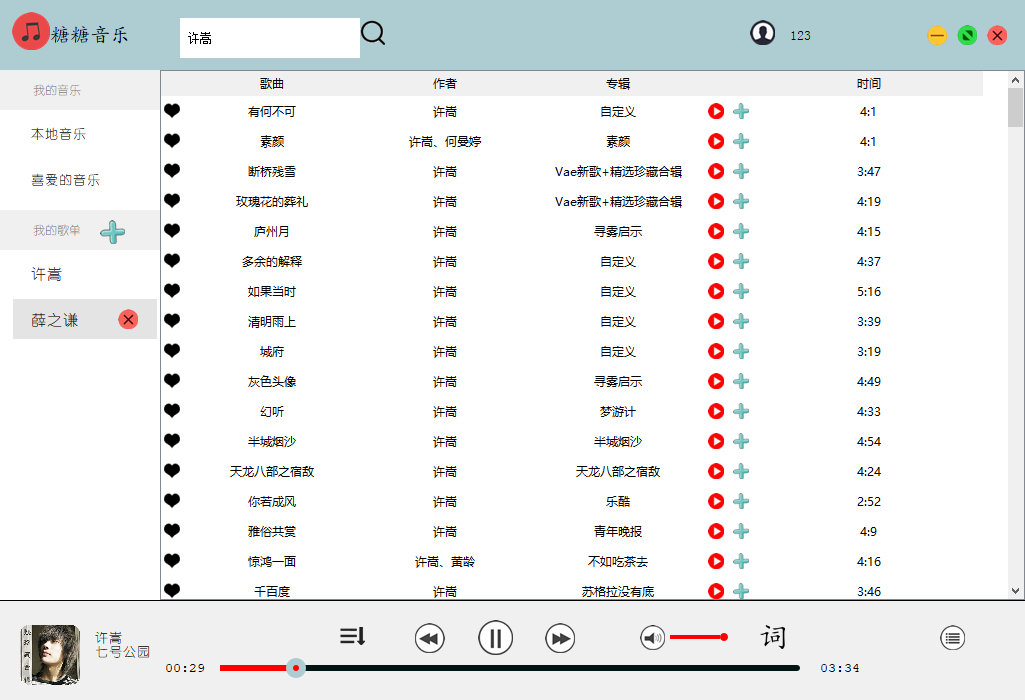 糖糖音乐
许嵩
123
我的音乐
本地音乐
喜爱的音乐
我的歌单
许嵩
薛之谦
歌曲 作者 专辑 时间
有何不可 许嵩 自定义 4:1
素颜 许嵩、何曼婷 素颜 4:1
断桥残雪 许嵩 Vae新歌+精选珍藏合辑 3:47
玫瑰花的葬礼 许嵩 Vae新歌+精选珍藏合辑 4:19
庐州月 许嵩 寻雾启示 4:15
多余的解释 许嵩 自定义 4:37
如果当时 许嵩 自定义 5:16
清明雨上 许嵩 自定义 3:39
城府 许嵩 自定义 3:19
灰色头像 许嵩 寻雾启示 4:49
幻听 许嵩 梦游计 4:33
半城烟沙 许嵩 半城烟沙 4:54
天龙八部之宿敌 许嵩 天龙八部之宿敌 4:24
你若成风 许嵩 乐酷 2:52
雅俗共赏 许嵩 青年晚报 4:9
惊鸿一面 许嵩、黄龄 不如吃茶去 4:16
千百度 许嵩 苏格拉没有底 3:46
许嵩
七号公园
词
00:29
03:34